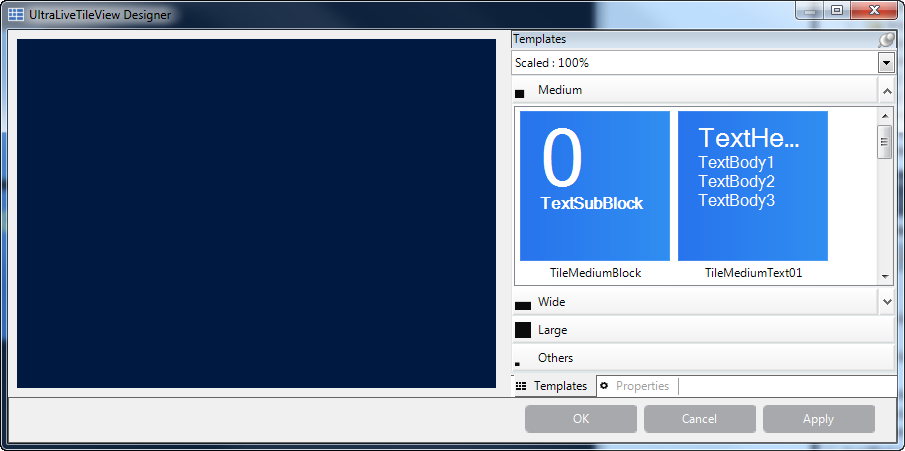 UltraLiveTileView Designer
Templates
Scaled : 100%
Medium
0
TextSubBlock
TextHe...
TextBody1
TextBody2
TextBody3
TileMediumBlock
TileMediumText01
Wide
Large
Others
Templates
Properties
OK
Cancel
Apply